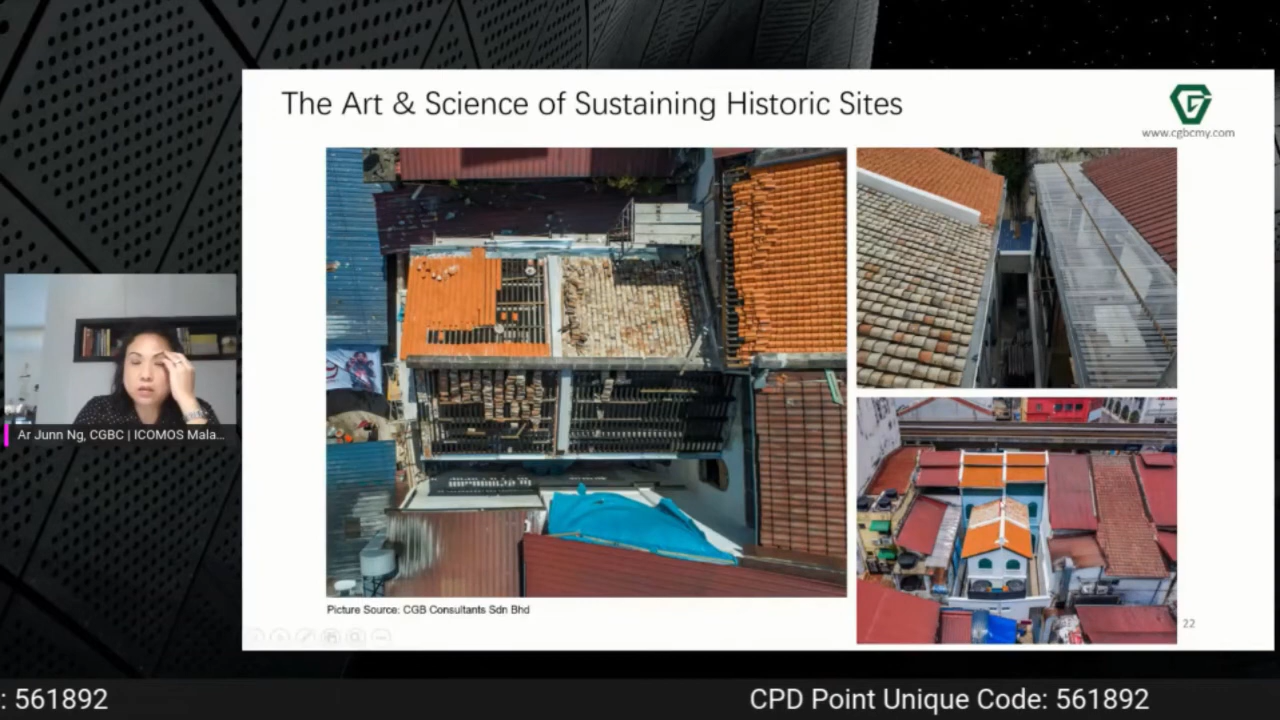 The Art & Science of Sustaining Historic Sites
www.cgbcmy.com
Ar Junn Ng, CGBC | ICOMOS Mala...
Picture Source: CGB Consultants Sdn Bhd
22
: 561892
CPD Point Unique Code: 561892